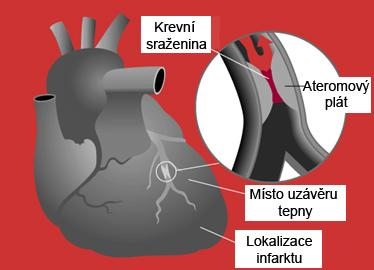 Krevní
sraženina
Ateromový
plát
Místo uzávěru
tepny
Lokalizace
infarktu